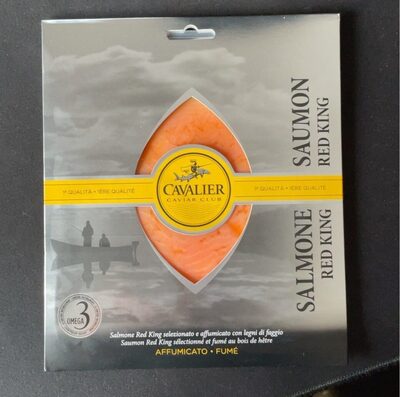 SALMONE SAUMON
RED KING RED KING
1ª QUALITÀ • 1ÈRE QUALITÉ
CAVALIER
CAVIAR CLUB
1ª QUALITÀ • 1ÈRE QUALITÉ
3
OMEGA
Salmone Red King selezionato e affumicato con legni di faggio
Saumon Red King sélectionné et fumé au bois de hêtre
AFFUMICATO • FUMÉ